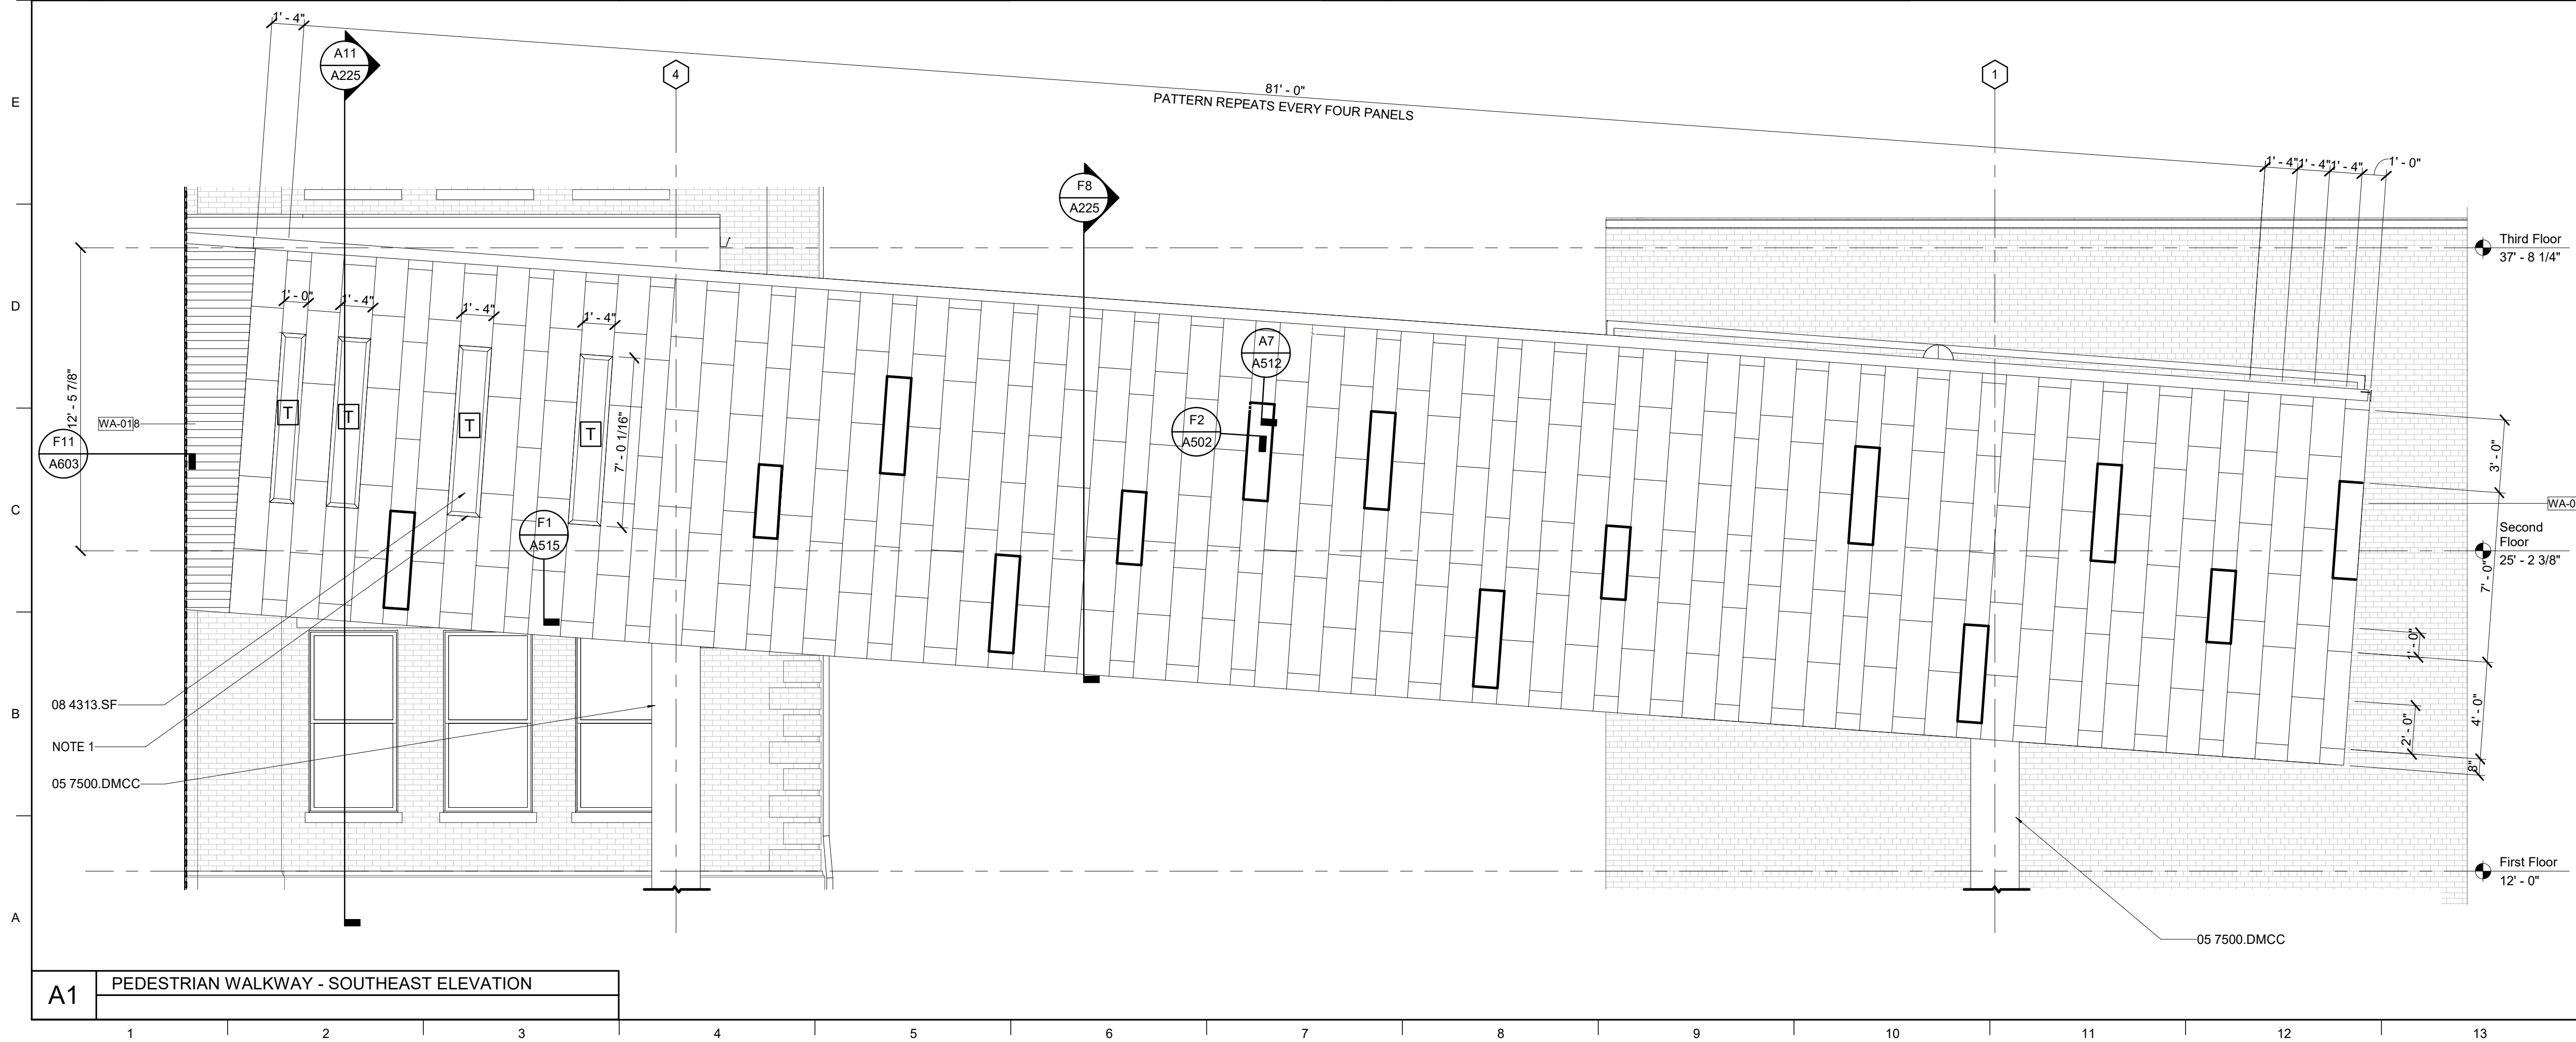 1' - 4"
A11
A225
4
1
81' - 0"
PATTERN REPEATS EVERY FOUR PANELS
E
1' - 4"
1' - 4"
1' - 4"
1' - 0"
F8
A225
Third Floor
37' - 8 1/4"
D
1' - 0"
1' - 4"
1' - 4"
1' - 4"
A7
A512
12' - 5 7/8"
T
T
T
T
7' - 0 1/16"
WA-018
F2
A502
F11
A603
3' - 0"
C
WA-0
F1
A515
Second
Floor
25' - 2 3/8"
7' - 0"
1' - 0"
08 4313.SF
B
4' - 0"
2' - 0"
NOTE 1
8"
05 7500.DMCC
First Floor
12' - 0"
A
05 7500.DMCC
A1
PEDESTRIAN WALKWAY - SOUTHEAST ELEVATION
1 2 3 4 5 6 7 8 9 10 11 12 13